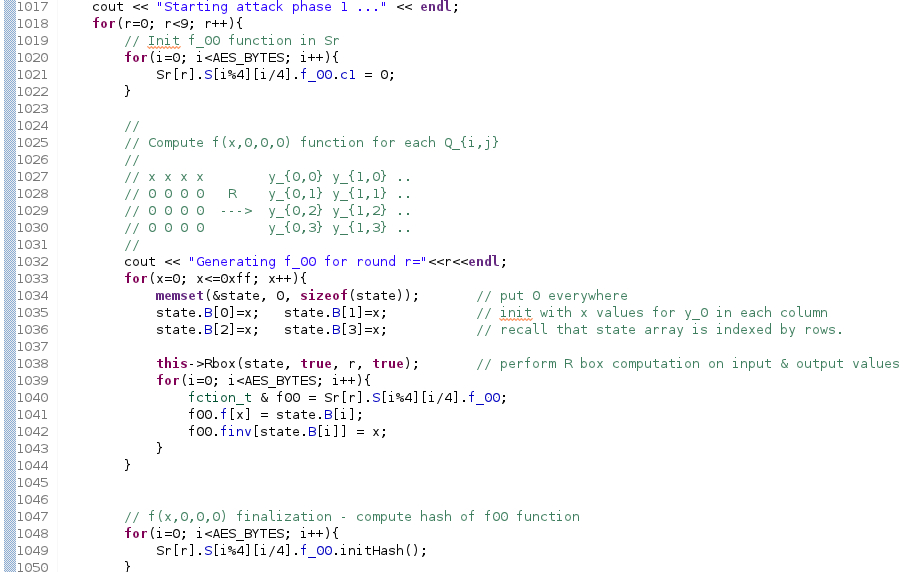 1017 cout << "Starting attack phase 1 ..." << endl;
1018 for(r=0; r<9; r++){
1019 // Init f_00 function in Sr
1020 for(i=0; i<AES_BYTES; i++){
1021 Sr[r].S[i%4][i/4].f_00.c1 = 0;
1022 }
1023
1024 //
1025 // Compute f(x,0,0,0) function for each Q_{i,j}
1026 //
1027 // x x x x y_{0,0} y_{1,0} ..
1028 // 0 0 0 0 R y_{0,1} y_{1,1} ..
1029 // 0 0 0 0 ---> y_{0,2} y_{1,2} ..
1030 // 0 0 0 0 y_{0,3} y_{1,3} ..
1031 //
1032 cout << "Generating f_00 for round r="<<r<<endl;
1033 for(x=0; x<=0xff; x++){
1034 memset(&state, 0, sizeof(state)); // put 0 everywhere
1035 state.B[0]=x; state.B[1]=x; // init with x values for y_0 in each column
1036 state.B[2]=x; state.B[3]=x; // recall that state array is indexed by rows.
1037
1038 this->Rbox(state, true, r, true); // perform R box computation on input & output values
1039 for(i=0; i<AES_BYTES; i++){
1040 fction_t & f00 = Sr[r].S[i%4][i/4].f_00;
1041 f00.f[x] = state.B[i];
1042 f00.finv[state.B[i]] = x;
1043 }
1044 }
1045
1046
1047 // f(x,0,0,0) finalization - compute hash of f00 function
1048 for(i=0; i<AES_BYTES; i++){
1049 Sr[r].S[i%4][i/4].f_00.initHash();
1050 }